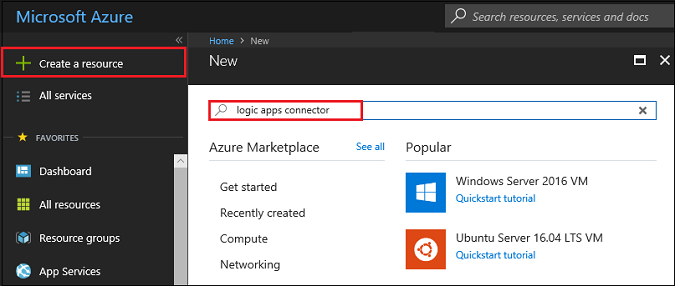 Microsoft Azure
Search resources, services and docs
Create a resource
All services
FAVORITES
Dashboard
All resources
Resource groups
App Services
Home > New
New
logic apps connector
Azure Marketplace See all
Get started
Recently created
Compute
Networking
Popular
Windows Server 2016 VM
Quickstart tutorial
Ubuntu Server 16.04 LTS VM
Quickstart tutorial